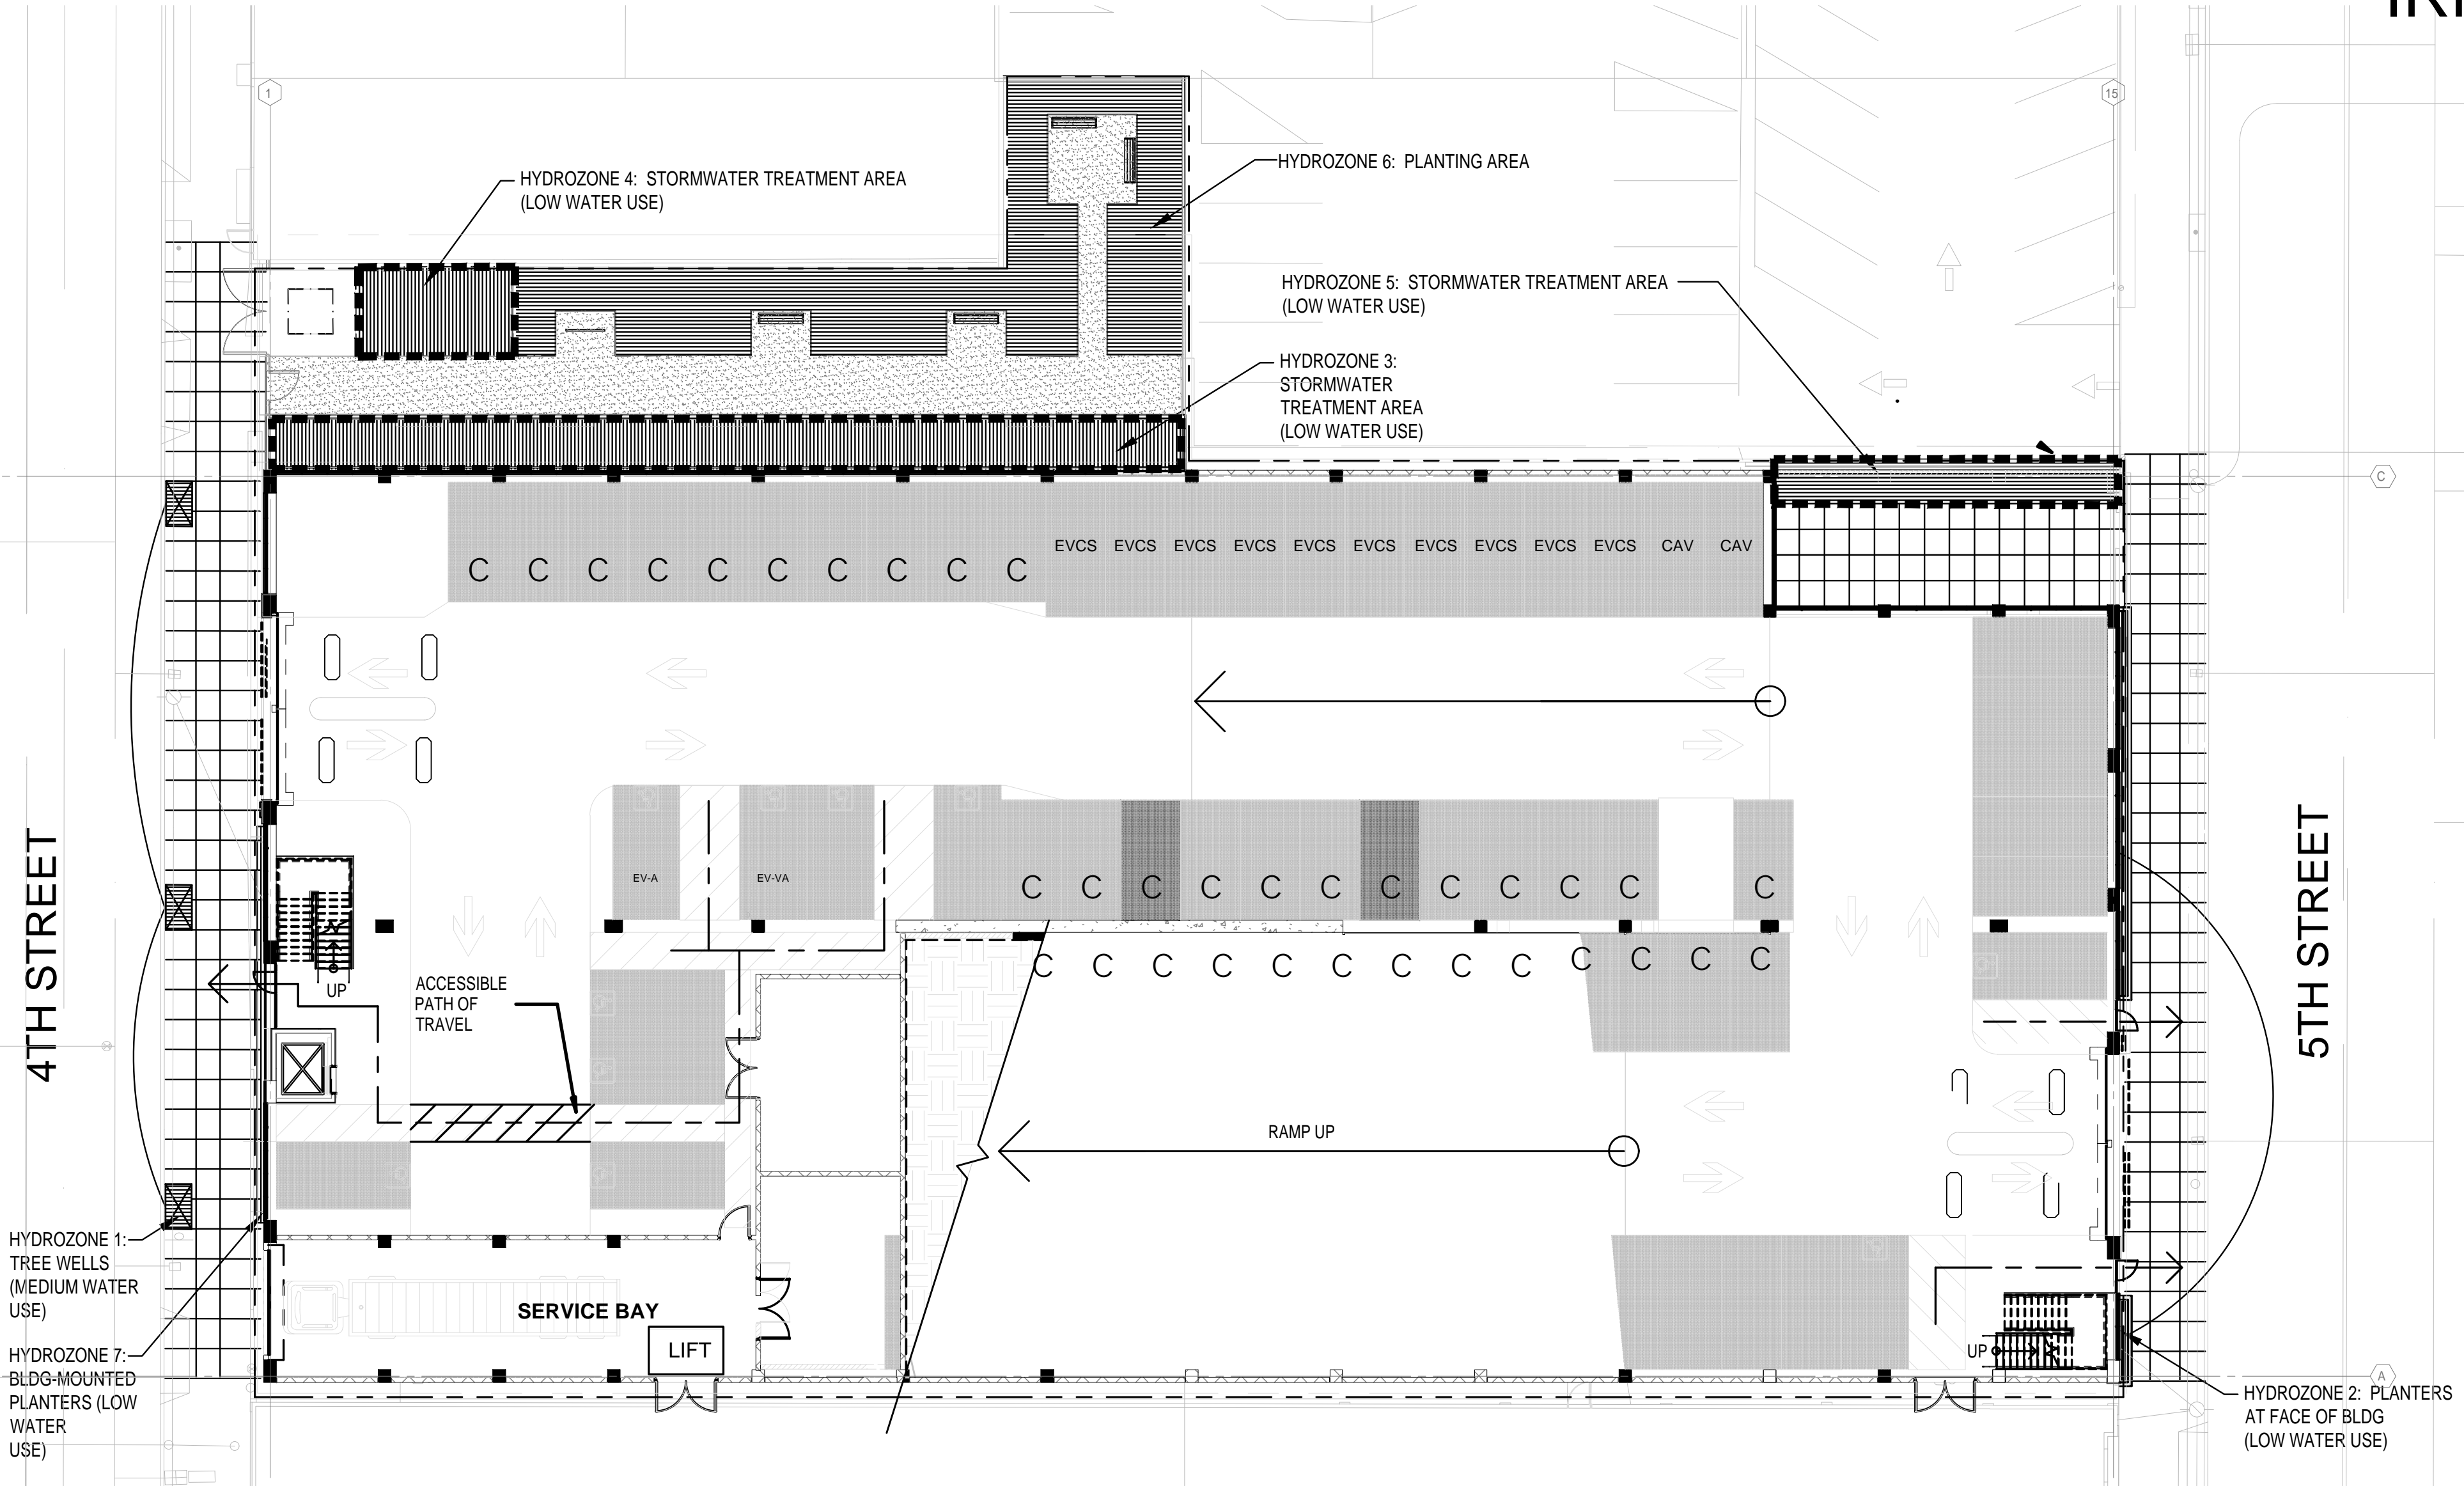 1
15
HYDROZONE 4: STORMWATER TREATMENT AREA
(LOW WATER USE)
HYDROZONE 6: PLANTING AREA
HYDROZONE 5: STORMWATER TREATMENT AREA
(LOW WATER USE)
HYDROZONE 3:
STORMWATER
TREATMENT AREA
(LOW WATER USE)
C
EVCS EVCS EVCS EVCS EVCS EVCS EVCS EVCS EVCS EVCS CAV CAV
C C C C C C C C C C
4TH STREET
5TH STREET
EV-A EV-VA
C C C C C C C C C C C C
C C C C C C C C C C C C C
UP
ACCESSIBLE
PATH OF
TRAVEL
RAMP UP
HYDROZONE 1:
TREE WELLS
(MEDIUM WATER
USE)
SERVICE BAY
LIFT
UP
HYDROZONE 7:
BLDG-MOUNTED
PLANTERS (LOW
WATER
USE)
A
HYDROZONE 2: PLANTERS
AT FACE OF BLDG
(LOW WATER USE)